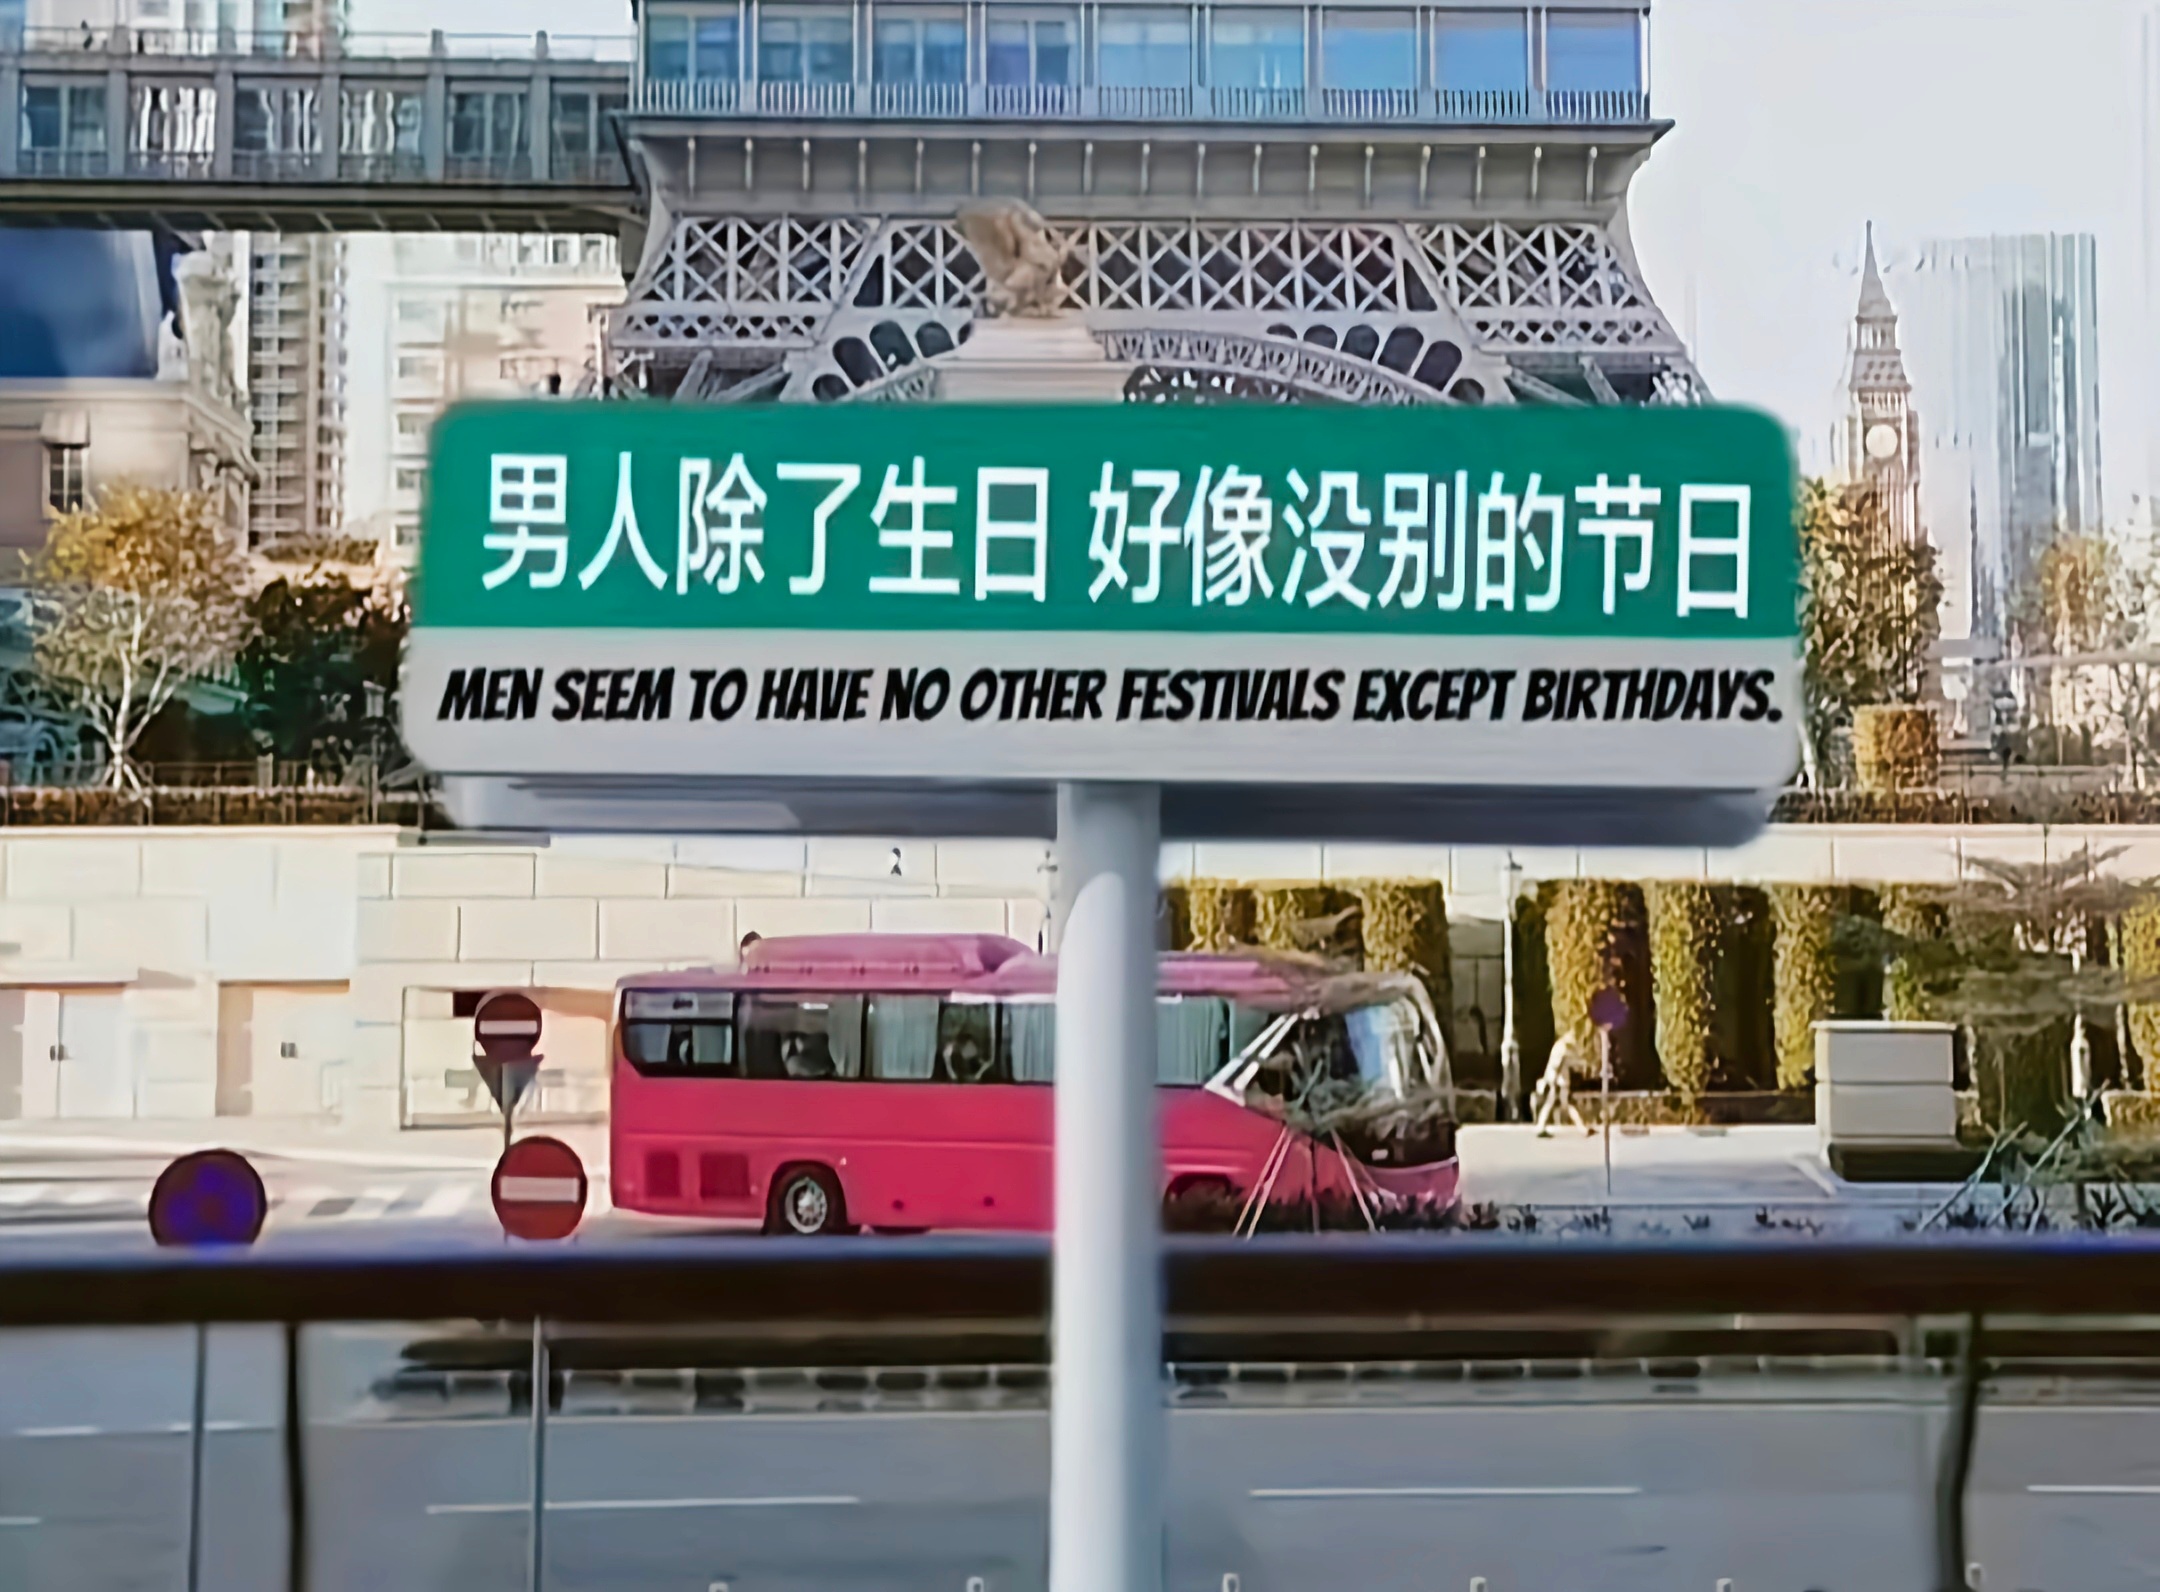 男人除了生日 好像没别的节日
MEN SEEM TO HAVE NO OTHER FESTIVALS EXCEPT BIRTHDAYS.